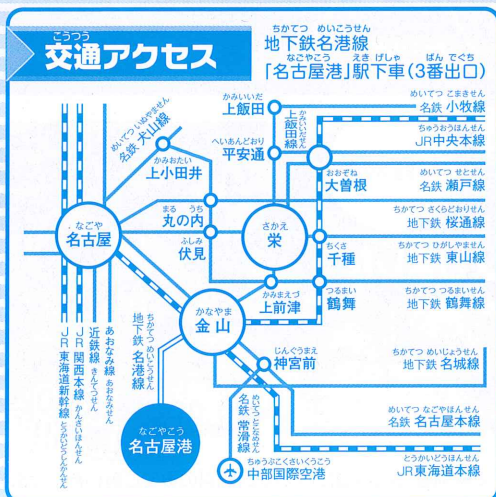 こうつう
交通アクセス
ちかてつ めいこうせん
地下鉄名港線
なごやこう えき げしゃ ばん でぐち
「名古屋港」駅下車(3番出口)
めいてつ いぬやません
名鉄 犬山線
かみおたい
上小田井
かみいいだ
上飯田
かみいいだせん
上飯田線
へいあんどおり
平安通
めいてつ こまきせん
名鉄 小牧線
ちゅうおうほんせん
JR中央本線
おおぞね
大曽根
めいてつ せとせん
名鉄 瀬戸線
なごや
名古屋
まる うち
丸の内
ふしみ
伏見
さかえ
栄
ちかてつ さくらどおりせん
地下鉄 桜通線
ちくさ
千種
ちかてつ ひがしやません
地下鉄 東山線
かみまえづ
上前津
つるまい
鶴舞
ちかてつ つるまいせん
地下鉄 鶴舞線
かなやま
金山
ちかてつ めいこうせん
地下鉄 名港線
あおなみ線 あおなみせん
近鉄線 きんてつせん
JR関西本線 かんさいほんせん
JR東海道新幹線 とうかいどうしんかんせん
なごやこう
名古屋港
じんぐうまえ
神宮前
ちかてつ めいじょうせん
地下鉄 名城線
めいてつ とこなめせん
名鉄 常滑線
めいてつ なごやほんせん
名鉄 名古屋本線
ちゅうぶこくさいくうこう
中部国際空港
とうかいどうほんせん
JR東海道本線